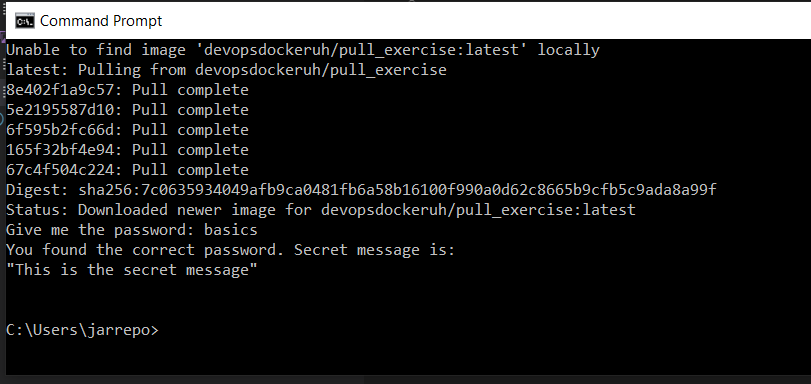 Command Prompt
Unable to find image 'devopsdockeruh/pull_exercise:latest' locally
latest: Pulling from devopsdockeruh/pull_exercise
8e402f1a9c57: Pull complete
5e2195587d10: Pull complete
6f595b2fc66d: Pull complete
165f32bf4e94: Pull complete
67c4f504c224: Pull complete
Digest: sha256:7c0635934049afb9ca0481fb6a58b16100f990a0d62c8665b9cfb5c9ada8a99f
Status: Downloaded newer image for devopsdockeruh/pull_exercise:latest
Give me the password: basics
You found the correct password. Secret message is:
"This is the secret message"
C:\Users\jarrepo>